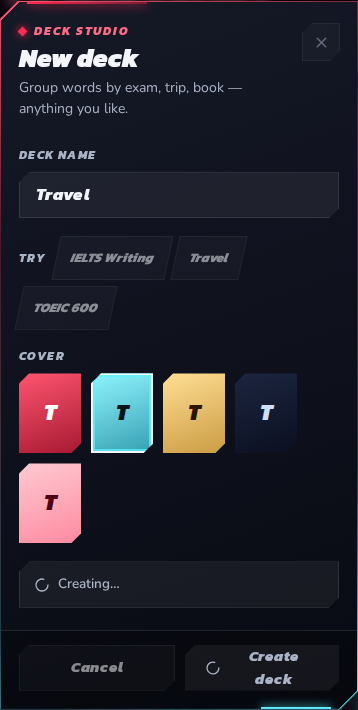 DECK STUDIO
New deck
Group words by exam, trip, book —
anything you like.
DECK NAME
Travel
TRY
IELTS Writing
Travel
TOEIC 600
COVER
T
T
T
T
T
Creating...
Cancel
Create
deck